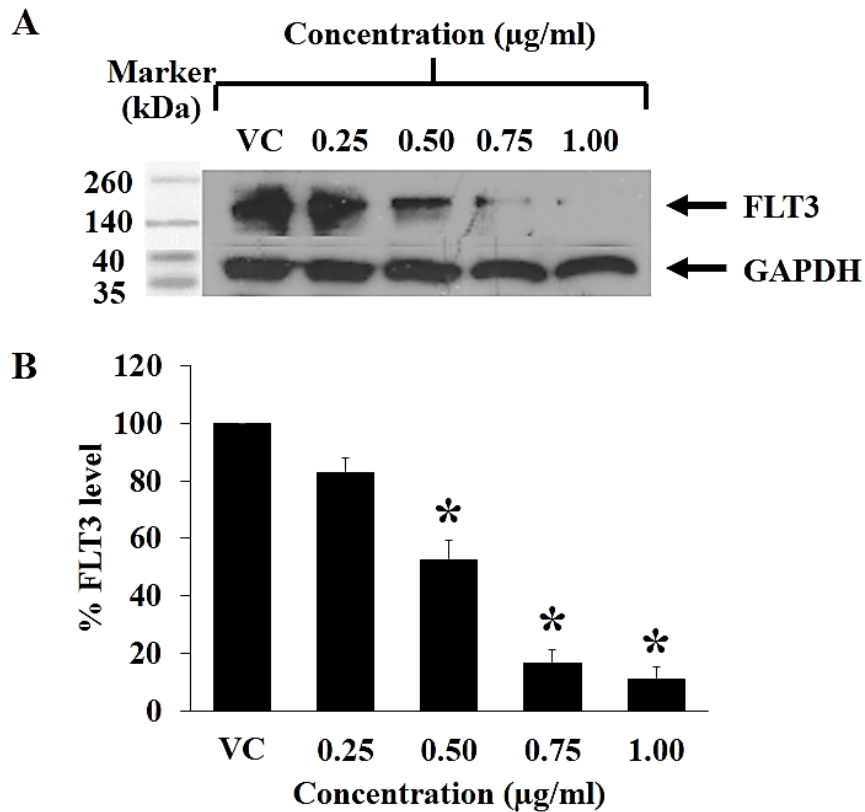 A
Concentration (µg/ml)
Marker
(kDa)
VC 0.25 0.50 0.75 1.00
260
140
40
35
FLT3
GAPDH
B
% FLT3 level
120
100
80
60
40
20
0
*
*
*
VC 0.25 0.50 0.75 1.00
Concentration (µg/ml)